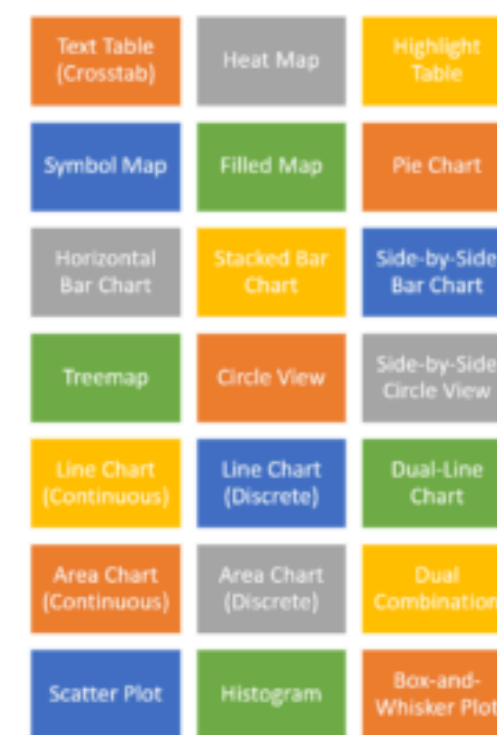 Text Table
(Crosstab)
Heat Map
Highlight
Table
Symbol Map
Filled Map
Pie Chart
Horizontal
Bar Chart
Stacked Bar
Chart
Side-by-Side
Bar Chart
Treemap
Circle View
Side-by-Side
Circle View
Line Chart
(Continuous)
Line Chart
(Discrete)
Dual-Line
Chart
Area Chart
(Continuous)
Area Chart
(Discrete)
Dual
Combination
Scatter Plot
Histogram
Box-and-
Whisker Plot